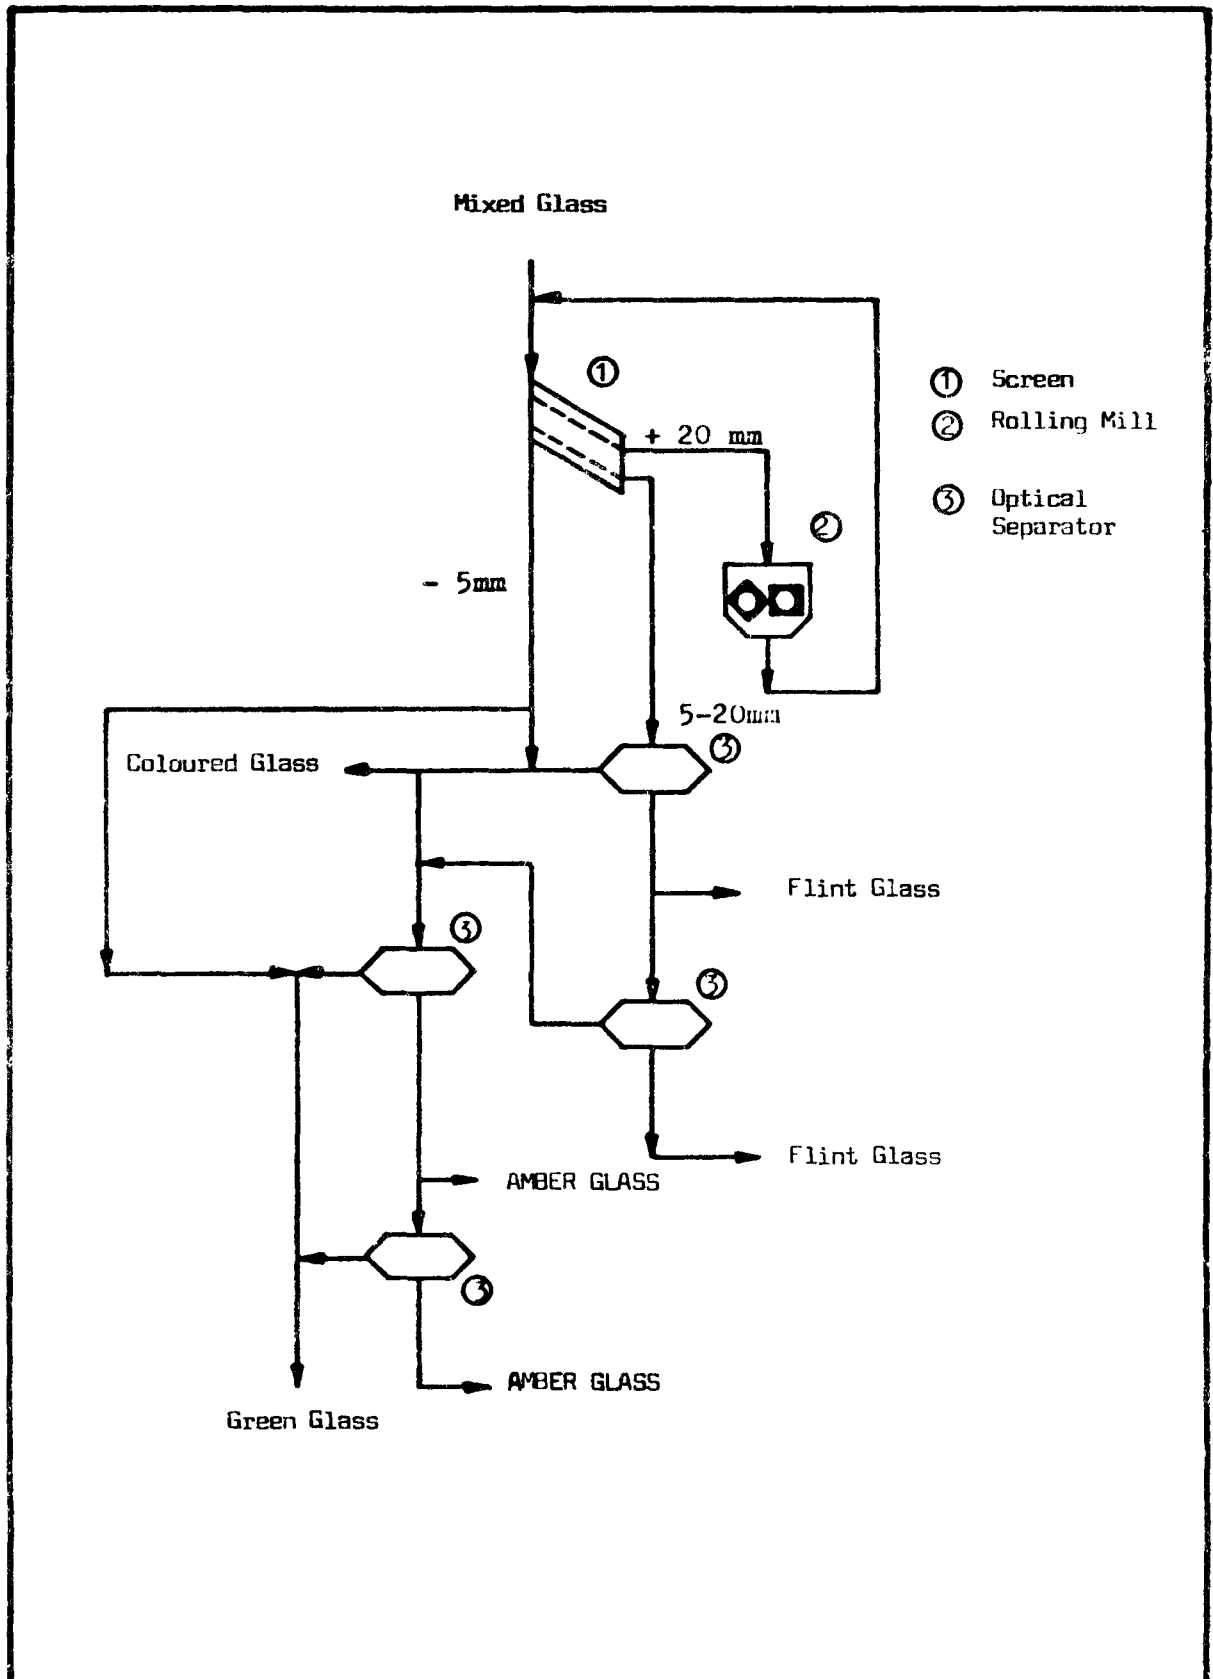 Mixed Glass
①
① Screen
+ 20 mm
② Rolling Mill
③ Optical
Separator
②
- 5mm
5-20mm
③
Coloured Glass
Flint Glass
③
③
Flint Glass
AMBER GLASS
③
AMBER GLASS
Green Glass